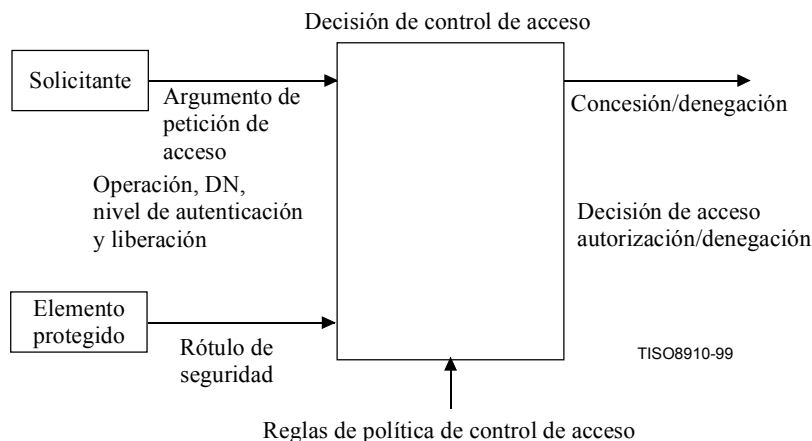 Decisión de control de acceso
Solicitante
Argumento de
petición de
acceso
Concesión/denegación
Operación, DN,
nivel de autenticación
y liberación
Decisión de acceso
autorización/denegación
Elemento
protegido
Rótulo de
seguridad
TISO8910-99
Reglas de política de control de acceso